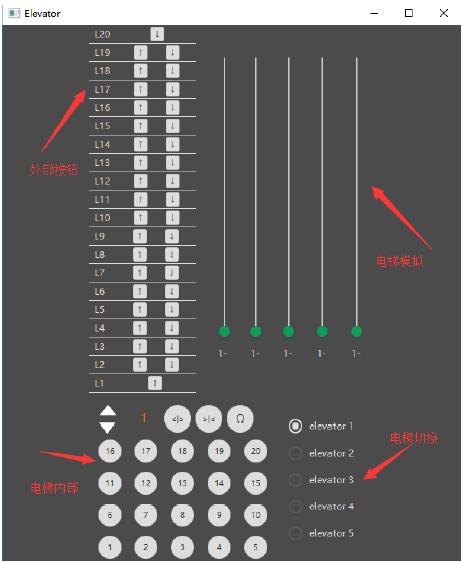 Elevator
L20 ↓
L19 ↑ ↓
L18 ↑ ↓
L17 ↑ ↓
L16 ↑ ↓
L15 ↑ ↓
L14 ↑ ↓
L13 ↑ ↓
L12 ↑ ↓
L11 ↑ ↓
L10 ↑ ↓
L9 ↑ ↓
L8 ↑ ↓
L7 ↑ ↓
L6 ↑ ↓
L5 ↑ ↓
L4 ↑ ↓
L3 ↑ ↓
L2 ↑ ↓
L1 ↑
外部按钮
电梯模拟
1- 1- 1- 1- 1-
1 <|> >|< Ω
16 17 18 19 20
11 12 13 14 15
6 7 8 9 10
1 2 3 4 5
电梯内部
elevator 1
elevator 2
elevator 3
elevator 4
elevator 5
电梯切换